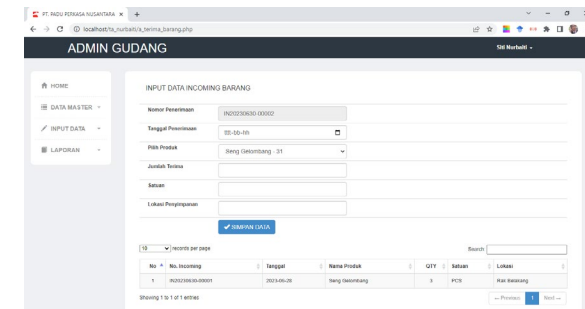 PT. PADU PERKASA NUSANTARA
localhost/ta_nurbaiti/a_terima_barang.php
ADMIN GUDANG
Siti Nurbaiti
HOME
DATA MASTER
INPUT DATA
LAPORAN
INPUT DATA INCOMING BARANG
Nomor Penerimaan
IN20230630-00002
Tanggal Penerimaan
tttt-bb-hh
Pilih Produk
Seng Gelombang - 31
Jumlah Terima
Satuan
Lokasi Penyimpanan
SIMPAN DATA
10 records per page
Search:
No No. Incoming Tanggal Nama Produk QTY Satuan Lokasi
1 IN20230630-00001 2023-06-28 Seng Gelombang 3 PCS Rak Belakang
Showing 1 to 1 of 1 entries
← Previous 1 Next →